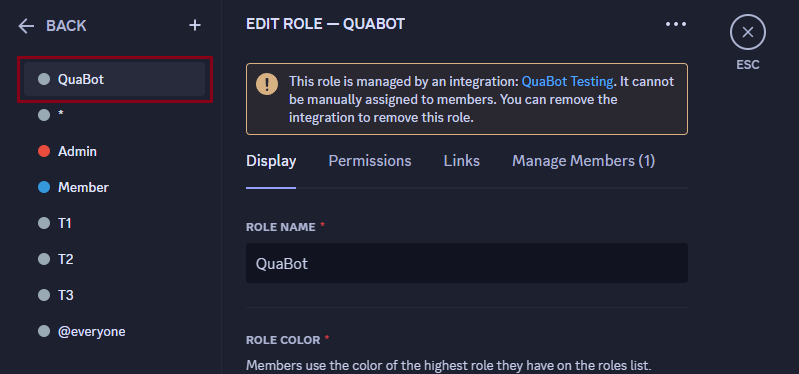 BACK
+
QuaBot
*
Admin
Member
T1
T2
T3
@everyone
EDIT ROLE — QUABOT
This role is managed by an integration: QuaBot Testing. It cannot
be manually assigned to members. You can remove the
integration to remove this role.
Display Permissions Links Manage Members (1)
ROLE NAME *
QuaBot
ROLE COLOR *
Members use the color of the highest role they have on the roles list.
ESC